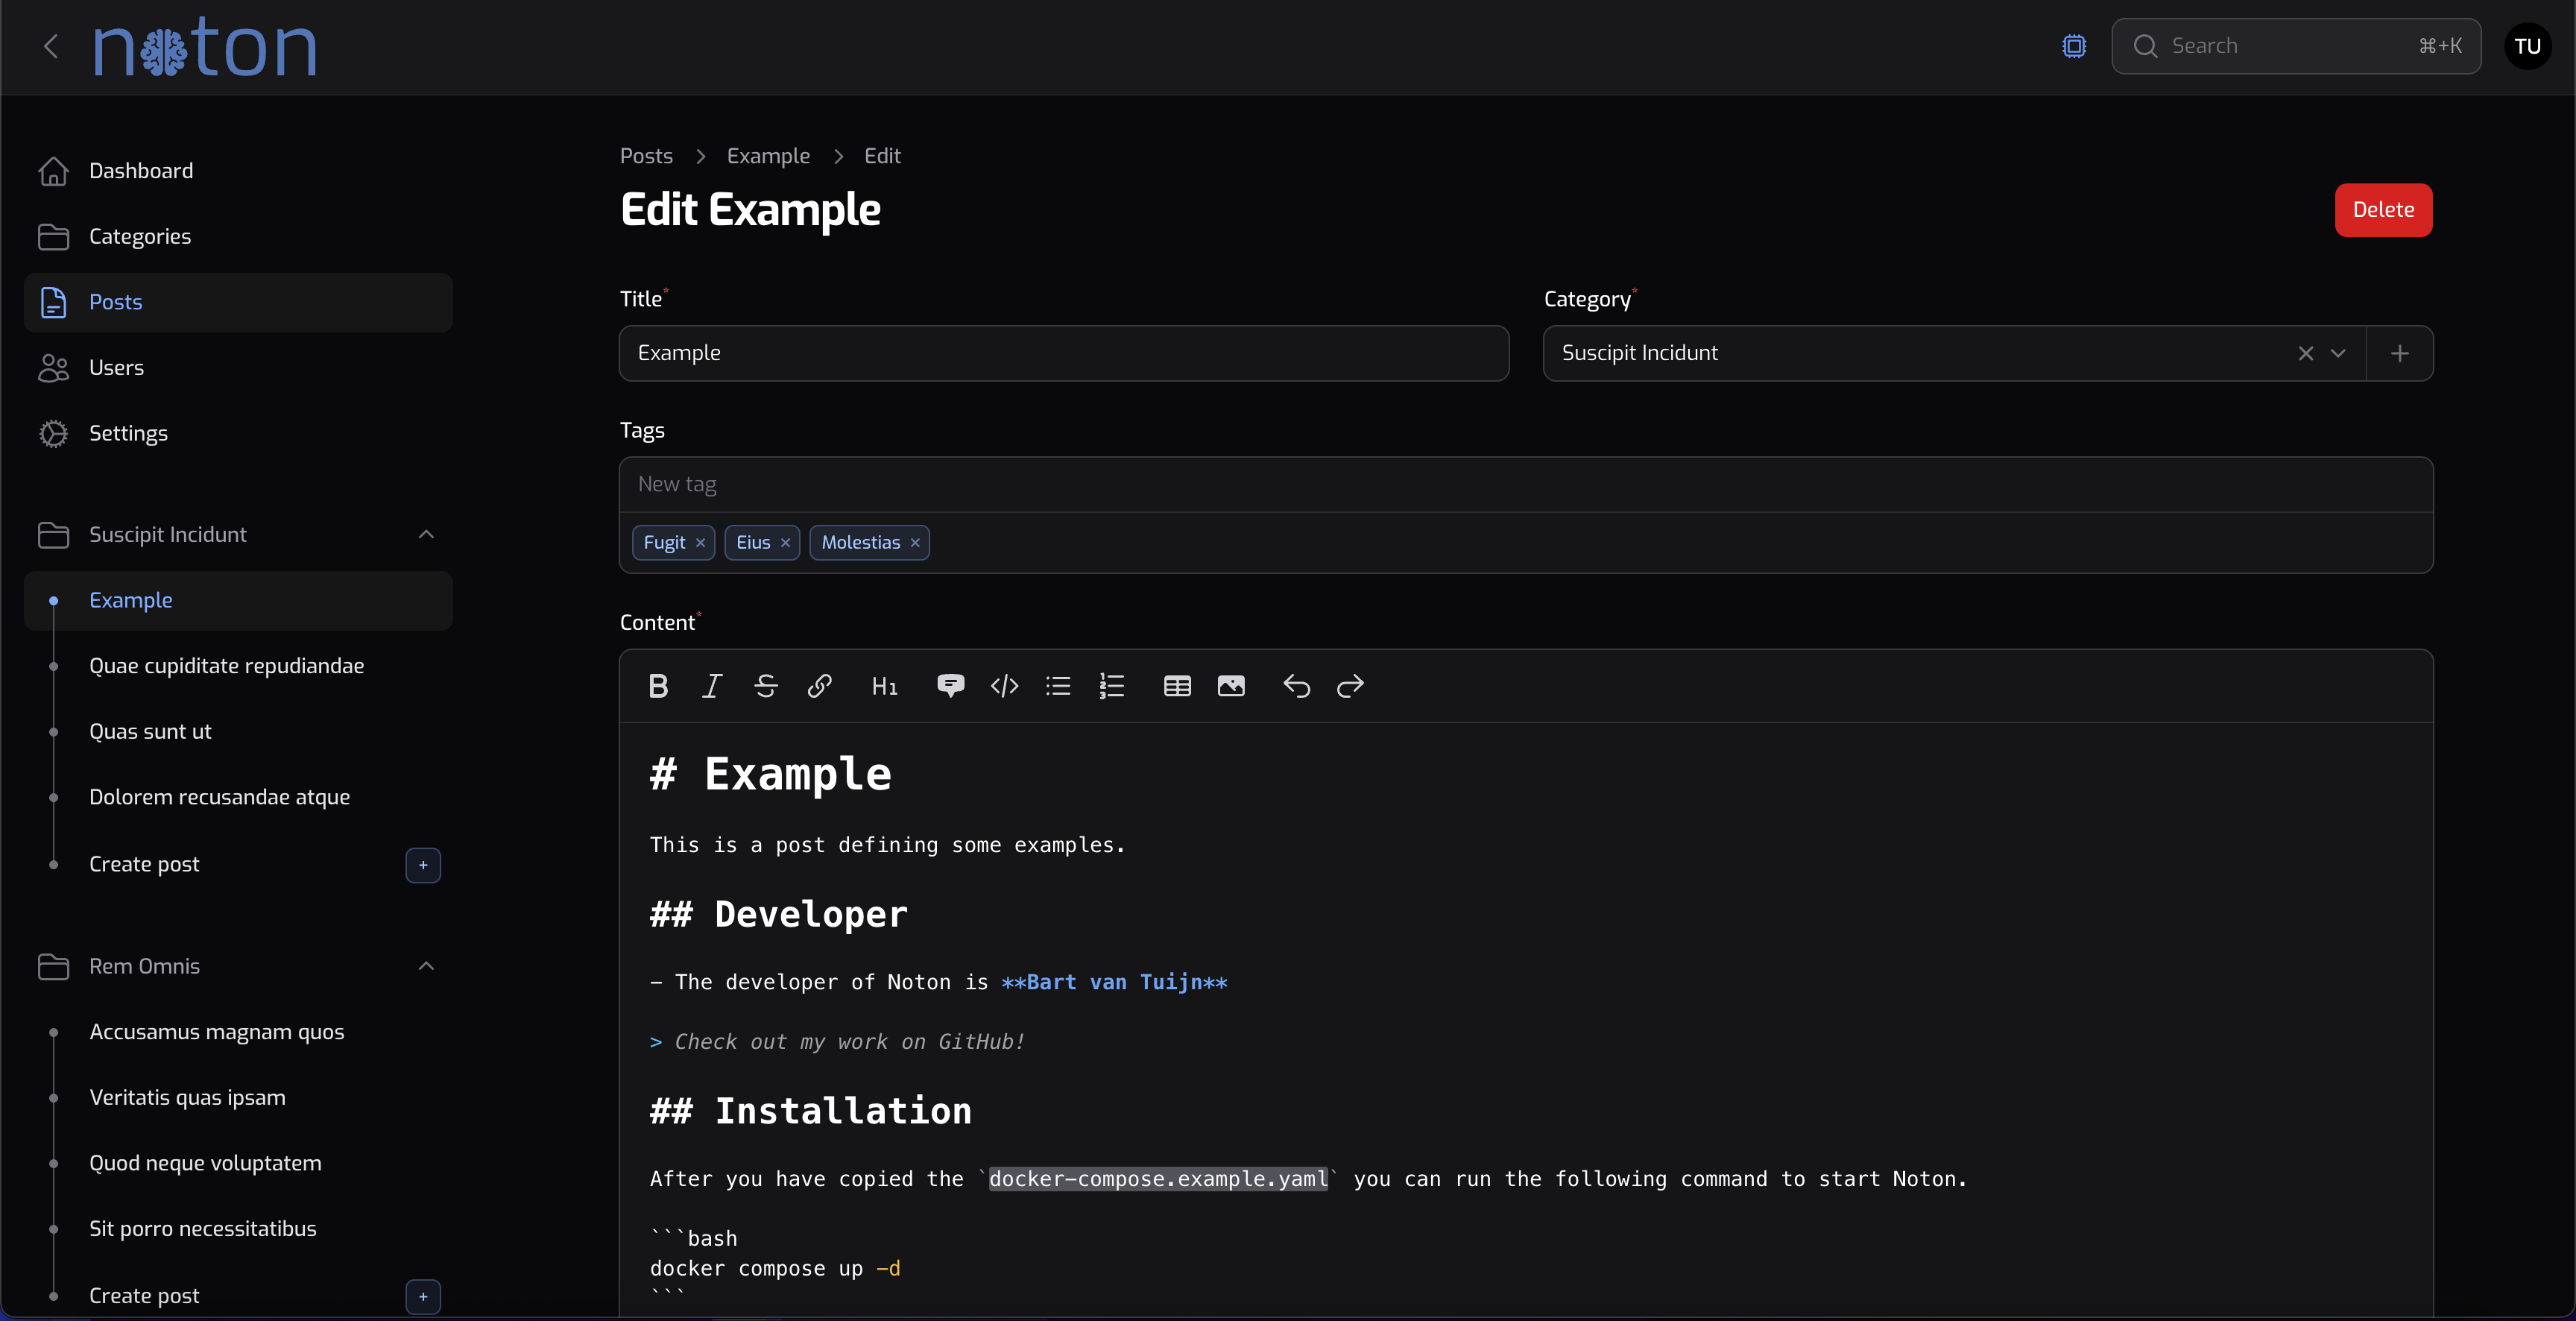 noton
Search ⌘+K
TU
Dashboard
Categories
Posts
Users
Settings
Suscipit Incidunt
Example
Quae cupiditate repudiandae
Quas sunt ut
Dolorem recusandae atque
Create post +
Rem Omnis
Accusamus magnam quos
Veritatis quas ipsam
Quod neque voluptatem
Sit porro necessitatibus
Create post +
Posts > Example > Edit
Edit Example
Delete
Title*
Example
Category*
Suscipit Incidunt
Tags
New tag
Fugit × Eius × Molestias ×
Content*
B I S H1
# Example
This is a post defining some examples.
## Developer
- The developer of Noton is **Bart van Tuijn**
> Check out my work on GitHub!
## Installation
After you have copied the `docker-compose.example.yaml` you can run the following command to start Noton.
```bash
docker compose up -d
```